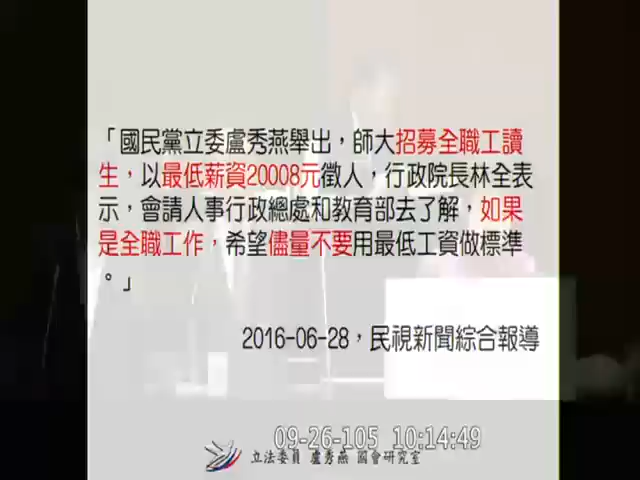 「國民黨立委盧秀燕舉出，師大招募全職工讀
生，以最低薪資20008元徵人，行政院長林全表
示，會請人事行政總處和教育部去了解，如果
是全職工作，希望儘量不要用最低工資做標準
。」
2016-06-28，民視新聞綜合報導
09-26-105 10:14:49
立法委員 盧秀燕 國會研究室